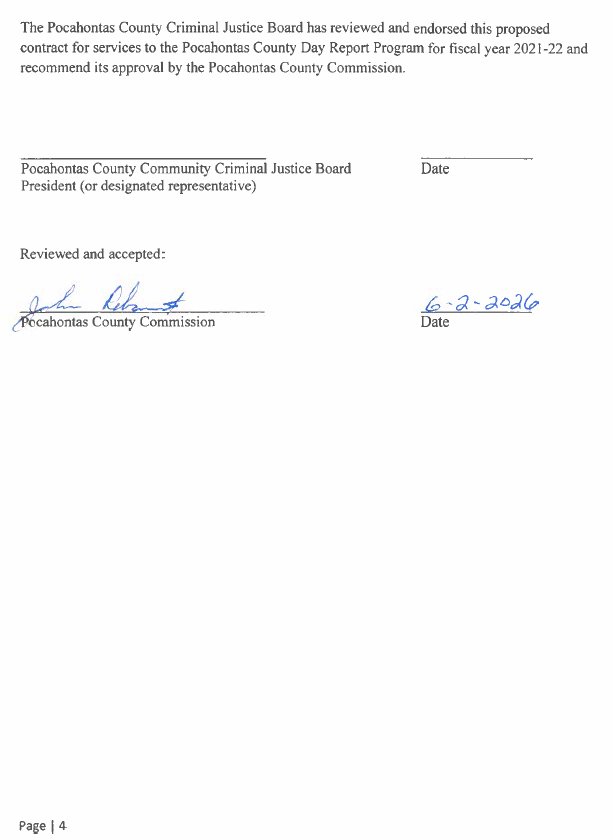 The Pocahontas County Criminal Justice Board has reviewed and endorsed this proposed
contract for services to the Pocahontas County Day Report Program for fiscal year 2021-22 and
recommend its approval by the Pocahontas County Commission.
Pocahontas County Community Criminal Justice Board
President (or designated representative)
Date
Reviewed and accepted:
John
6-2-2026
Pocahontas County Commission
Date
Page | 4